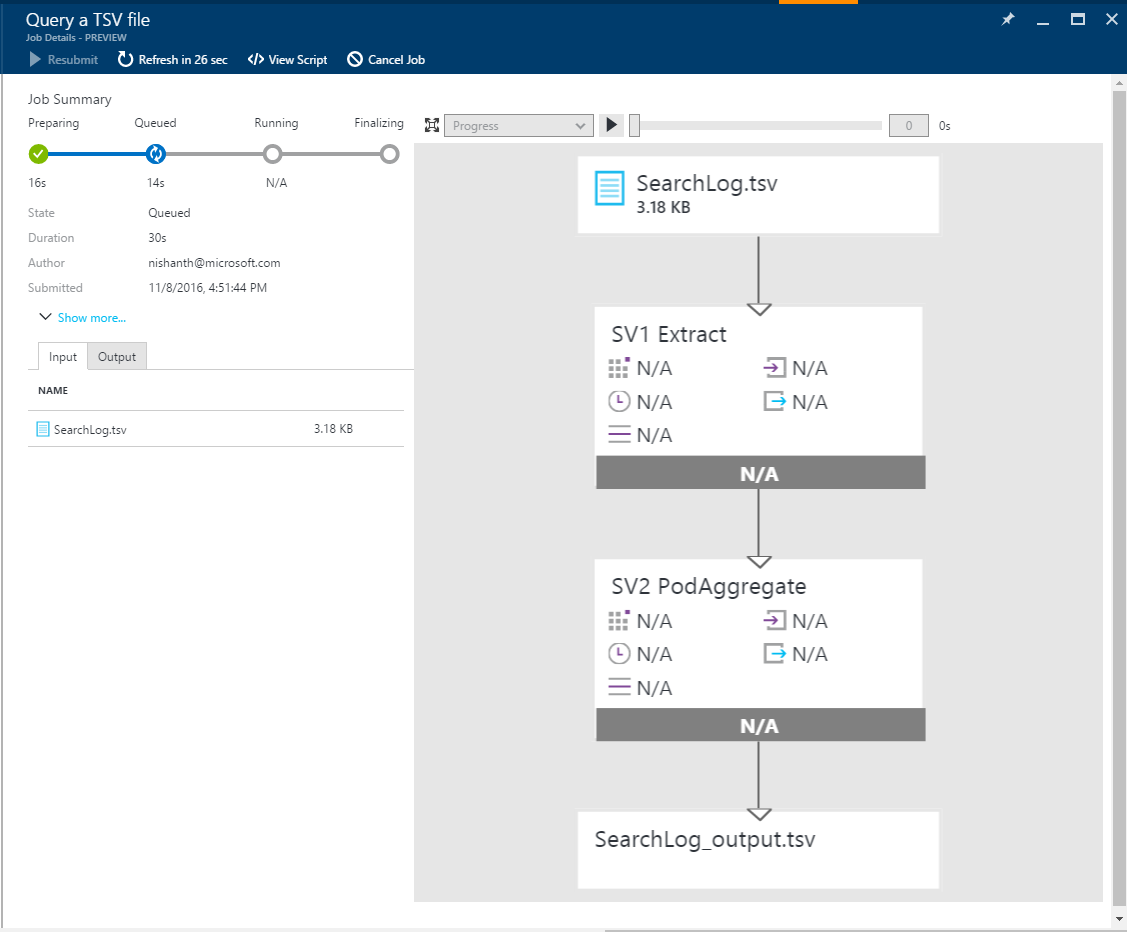 Query a TSV file
Job Details - PREVIEW
Resubmit Refresh in 26 sec </> View Script Cancel Job
Job Summary
Preparing Queued Running Finalizing
16s 14s N/A
State Queued
Duration 30s
Author nishanth@microsoft.com
Submitted 11/8/2016, 4:51:44 PM
Show more...
Input Output
NAME
SearchLog.tsv 3.18 KB
Progress 0 0s
SearchLog.tsv
3.18 KB
SV1 Extract
N/A N/A
N/A N/A
N/A
N/A
SV2 PodAggregate
N/A N/A
N/A N/A
N/A
N/A
SearchLog_output.tsv